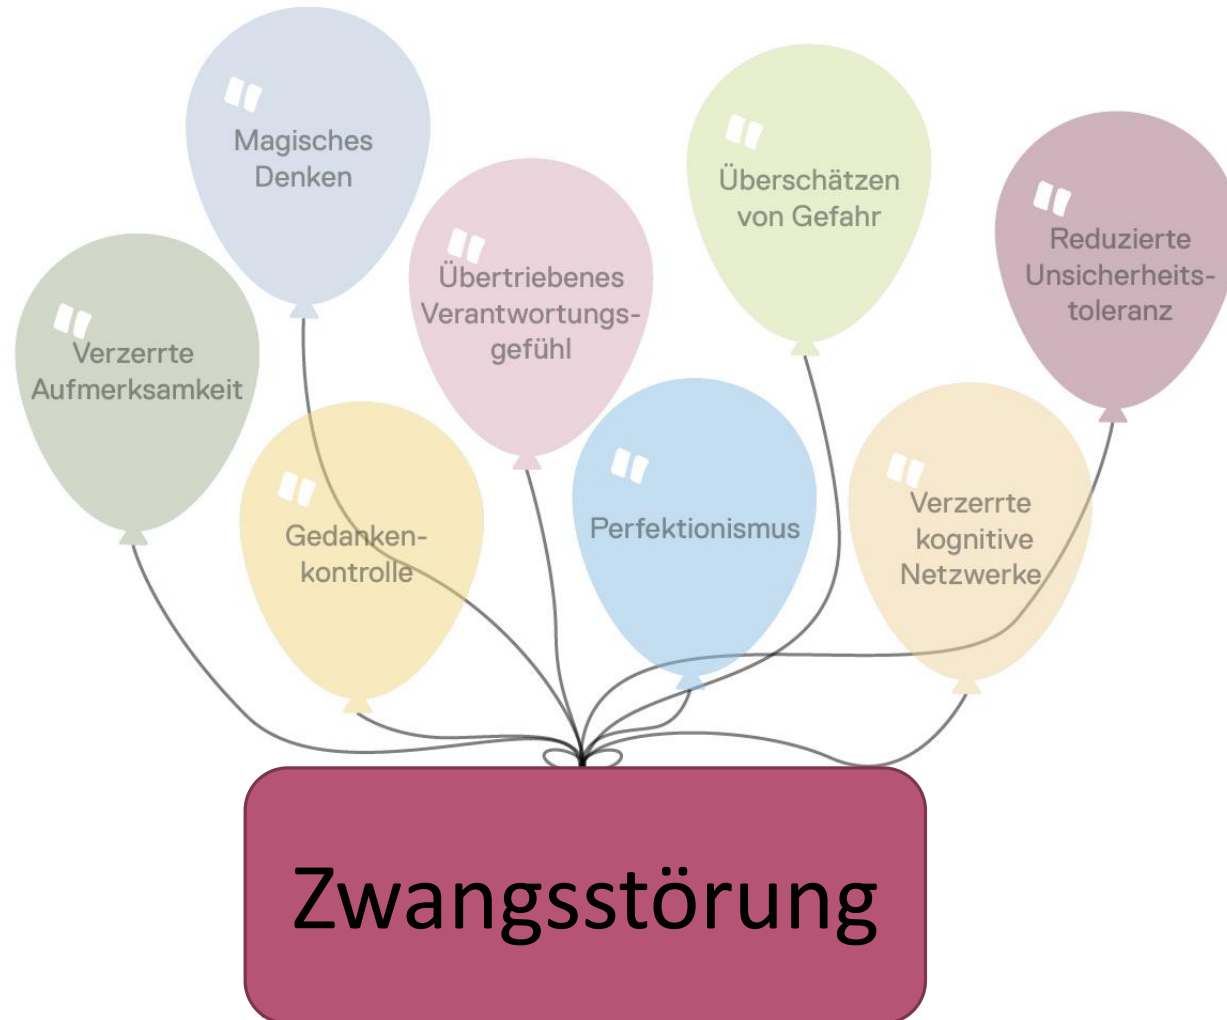 Magisches
Denken
Überschätzen
von Gefahr
Reduzierte
Unsicherheits-
toleranz
Übertriebenes
Verantwortungs-
gefühl
Verzerrte
Aufmerksamkeit
Gedanken-
kontrolle
Perfektionismus
Verzerrte
kognitive
Netzwerke
Zwangsstörung